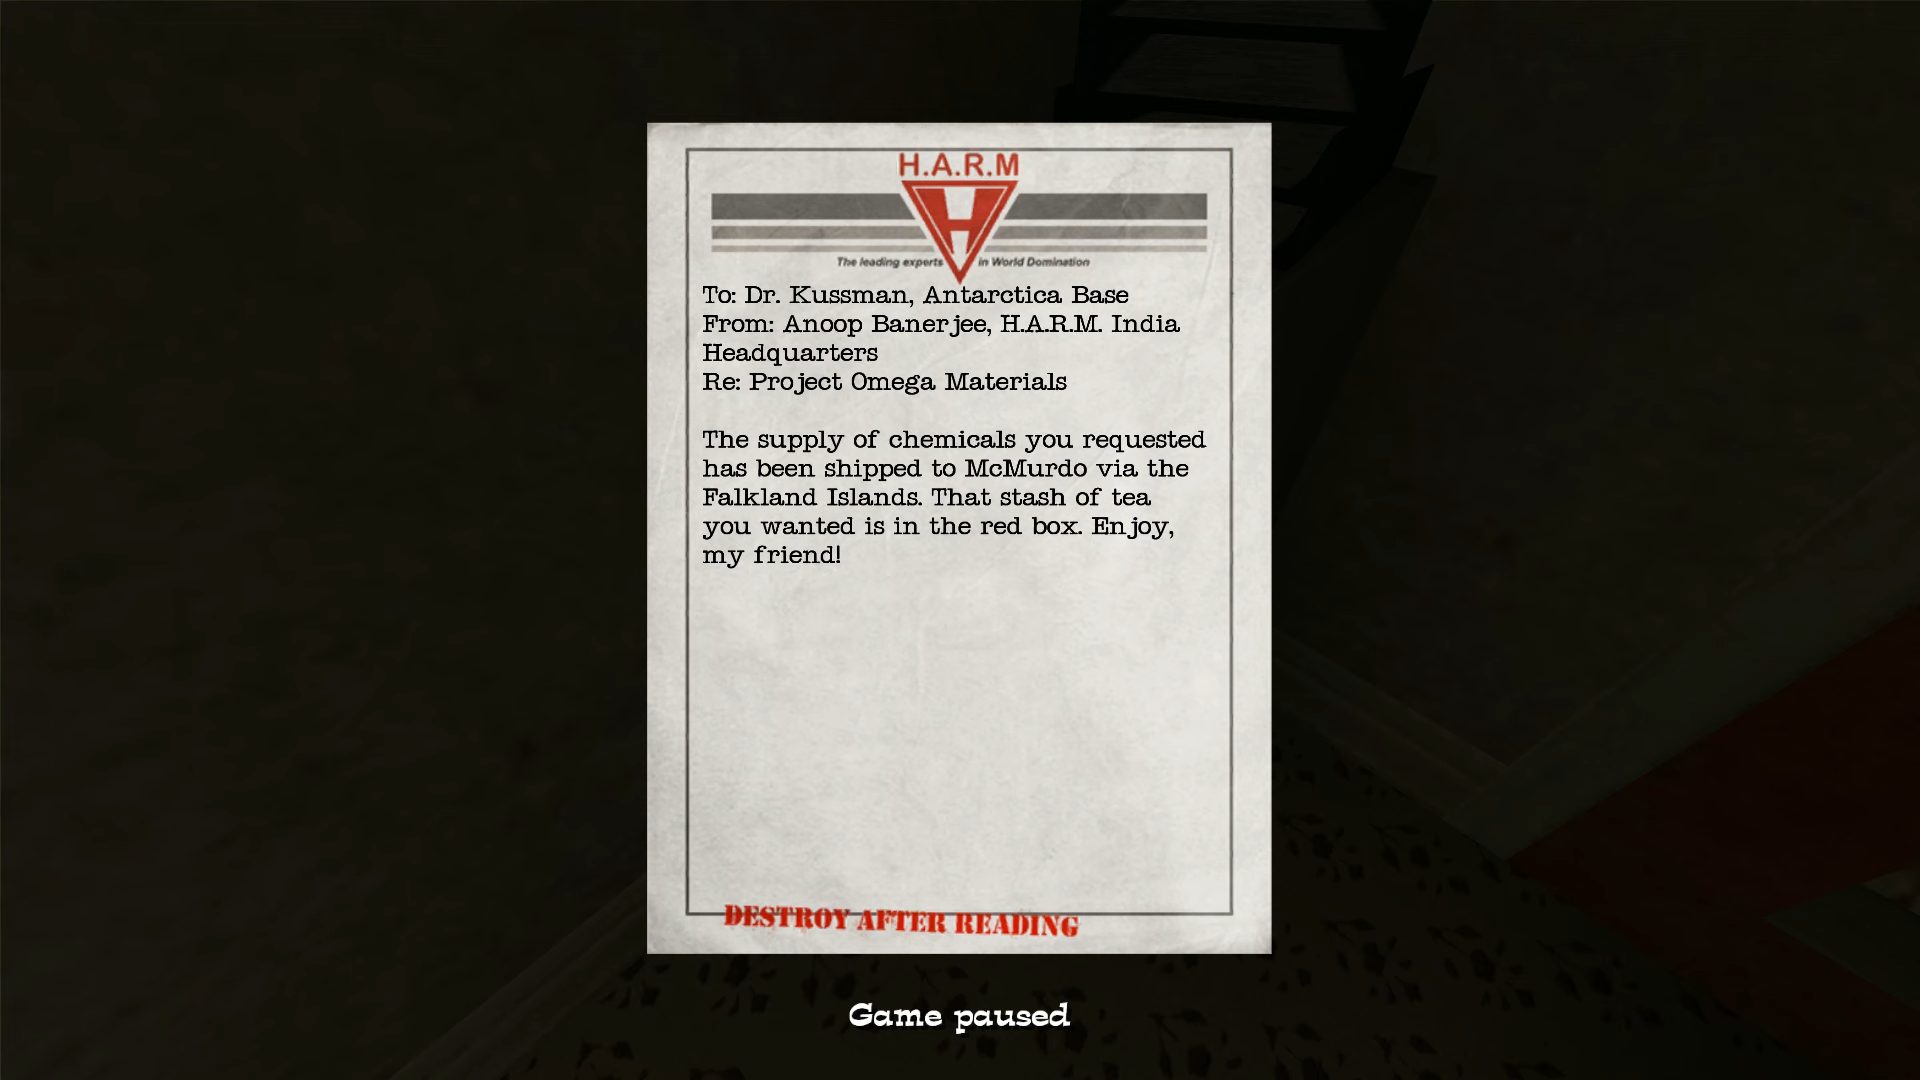 H.A.R.M
H
The leading experts in World Domination
To: Dr. Kussman, Antarctica Base
From: Anoop Banerjee, H.A.R.M. India
Headquarters
Re: Project Omega Materials
The supply of chemicals you requested
has been shipped to McMurdo via the
Falkland Islands. That stash of tea
you wanted is in the red box. Enjoy,
my friend!
DESTROY AFTER READING
Game paused